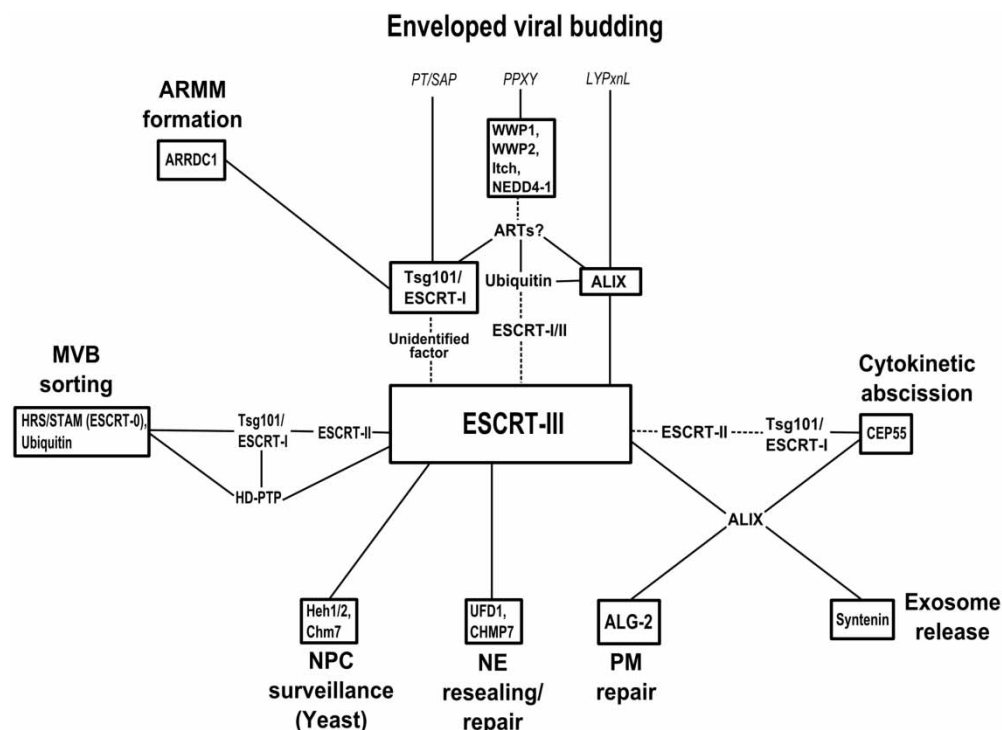 Enveloped viral budding
PT/SAP
PPXY
LYPxnL
ARMM
formation
ARRDC1
WWP1,
WWP2,
Itch,
NEDD4-1
ARTs?
Tsg101/
ESCRT-I
Ubiquitin
ALIX
Unidentified
factor
ESCRT-I/II
MVB
sorting
HRS/STAM (ESCRT-0),
Ubiquitin
Tsg101/
ESCRT-I
ESCRT-II
HD-PTP
ESCRT-III
Cytokinetic
abscission
ESCRT-II
Tsg101/
ESCRT-I
CEP55
ALIX
Heh1/2,
Chm7
NPC
surveillance
(Yeast)
UFD1,
CHMP7
NE
resealing/
repair
ALG-2
PM
repair
Syntenin
Exosome
release